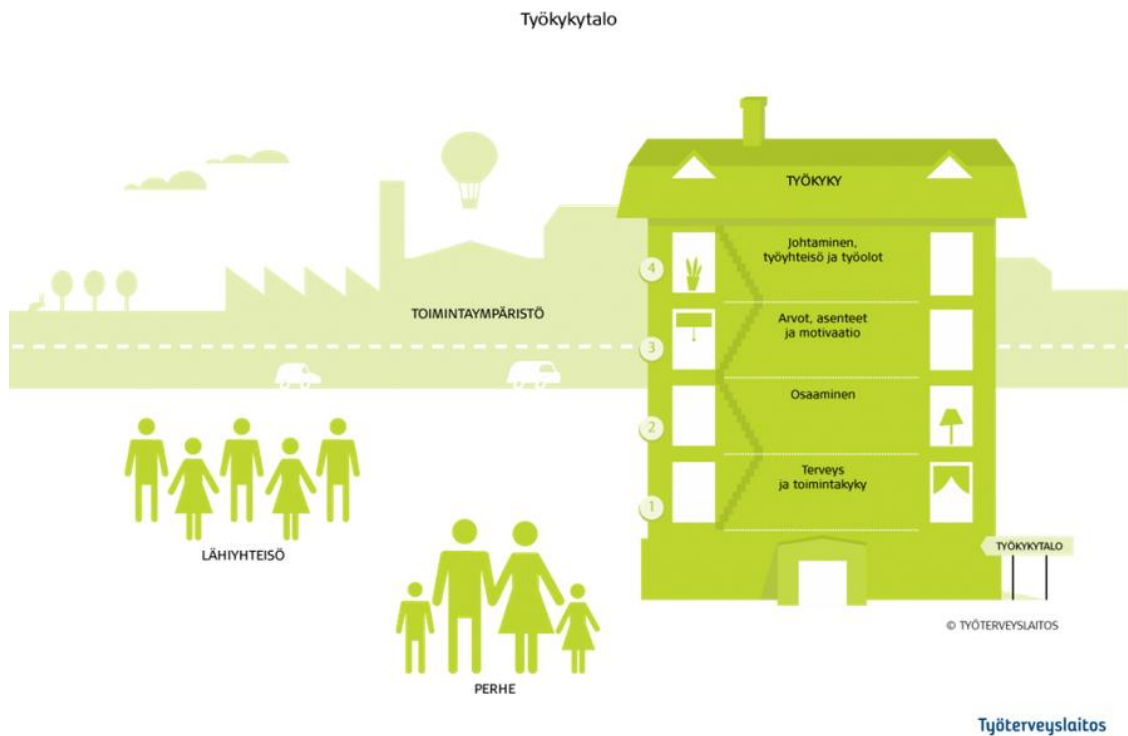 Työkykytalo
TYÖKYKY
4
Johtaminen,
työyhteisö ja työolot
TOIMINTAYMPÄRISTÖ
3
Arvot, asenteet
ja motivaatio
2
Osaaminen
1
Terveys
ja toimintakyky
LÄHIYHTEISÖ
TYÖKYKYTALO
© TYÖTERVEYSLAITOS
PERHE
Työterveyslaitos